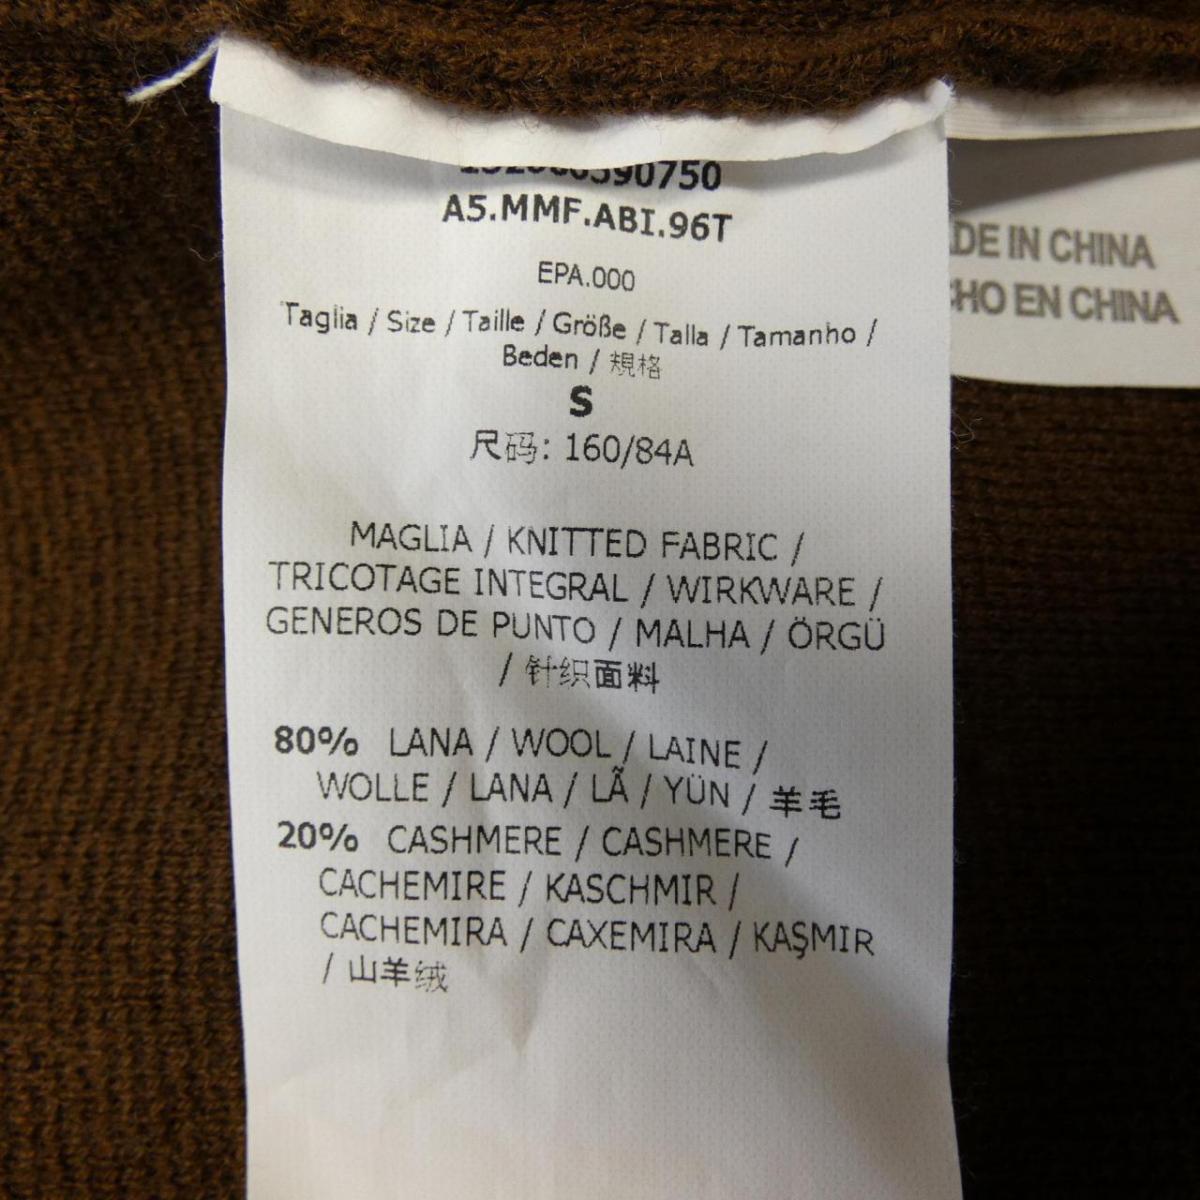 A5.MMF.ABI.96T
EPA.000
Taglia / Size / Taille / Größe / Talla / Tamanho /
Beden / 規格
S
尺码: 160/84A
MAGLIA / KNITTED FABRIC /
TRICOTAGE INTEGRAL / WIRKWARE /
GENEROS DE PUNTO / MALHA / ÖRGÜ
/ 针织面料
80% LANA / WOOL / LAINE /
WOLLE / LANA / LÃ / YÜN / 羊毛
20% CASHMERE / CASHMERE /
CACHEMIRE / KASCHMIR /
CACHEMIRA / CAXEMIRA / KAŞMIR
/ 山羊绒
DE IN CHINA
HO EN CHINA